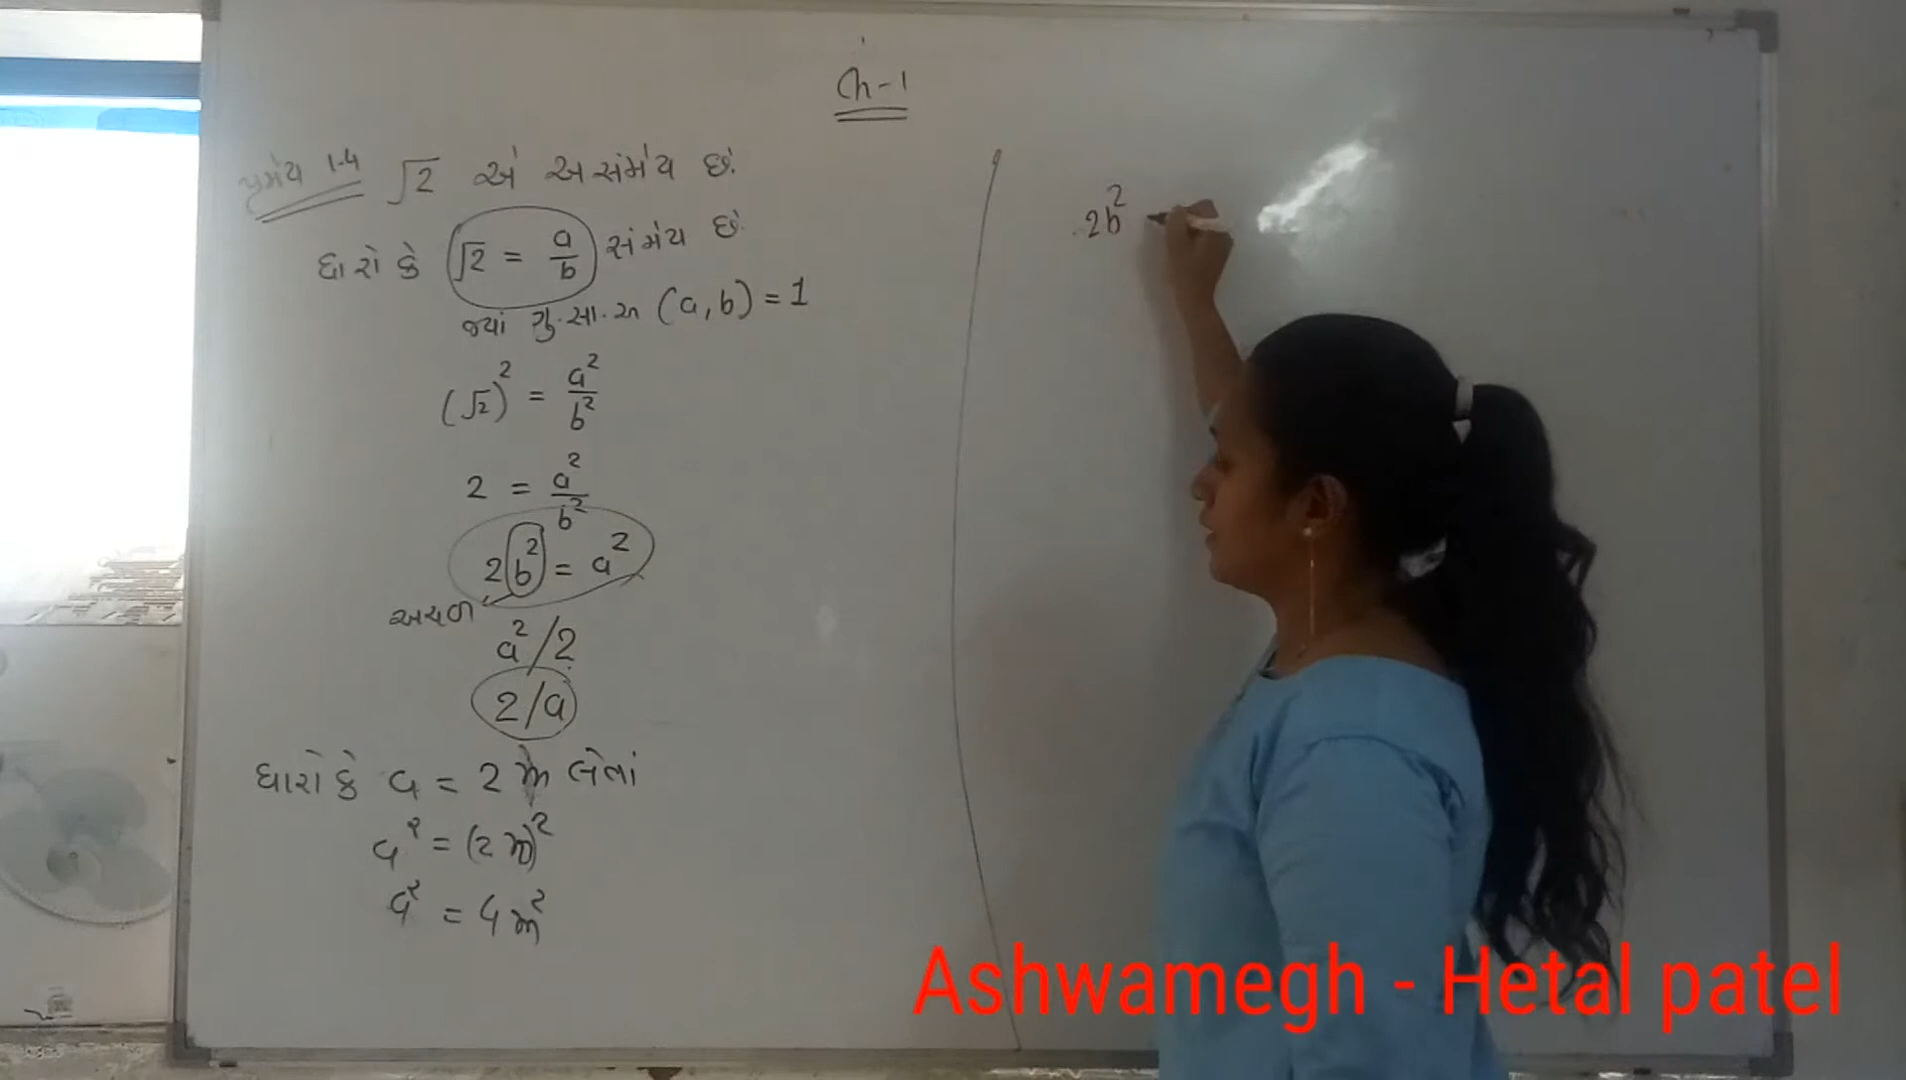 Ch-1
પ્રમેય 1.4 √2 એ અસંમેય છે.
ધારો કે √2 = a/b સંમેય છે.
જ્યાં ગુ.સા.અ (a, b) = 1
(√2)² = a²/b²
2 = a²/b²
2b² = a²
અચળ
a²/2
2/a
ધારો કે a = 2m લેતાં
a² = (2m)²
a² = 4m²
2b²
Ashwamegh - Hetal patel